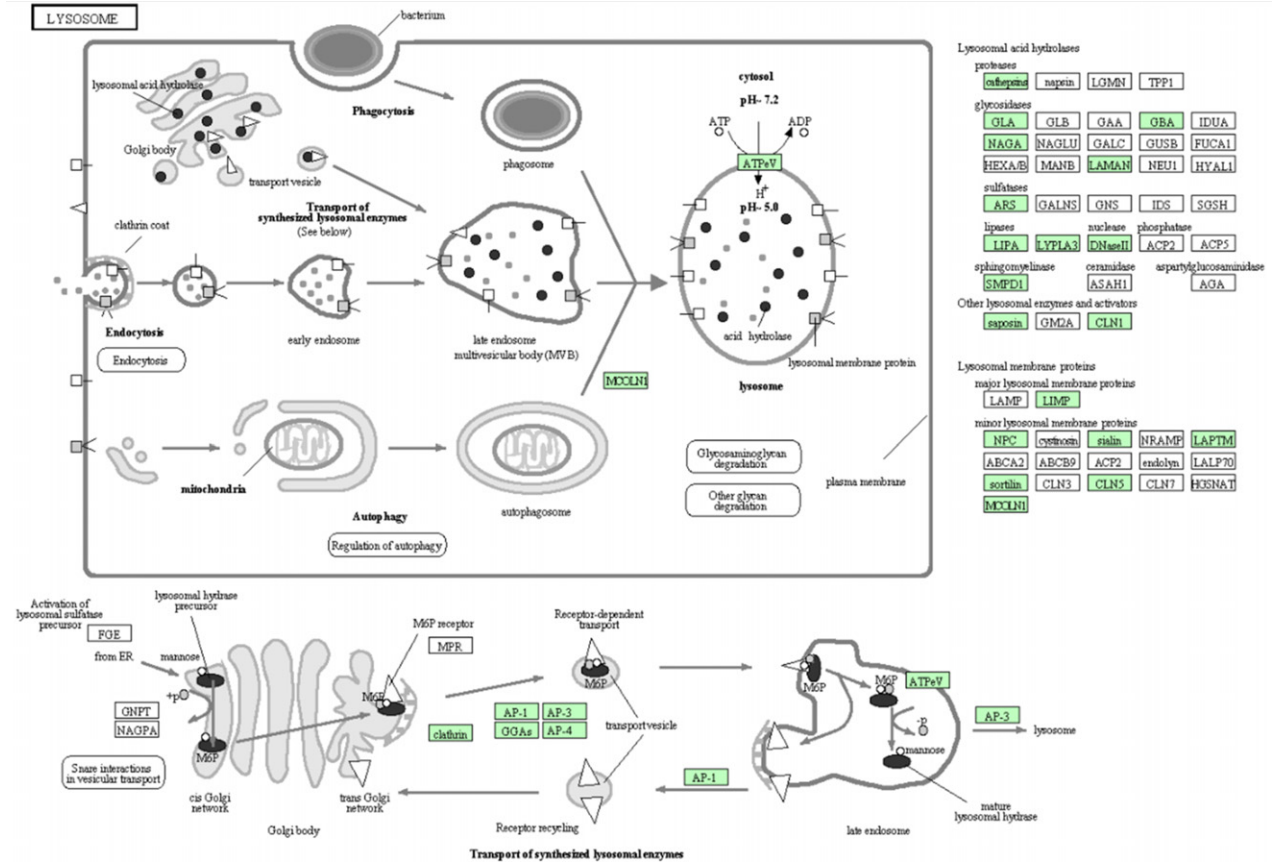 LYSOSOME
bacterium
lysosomal acid hydrolase
Golgi body
transport vesicle
Phagocytosis
phagosome
Transport of
synthesized lysosomal enzymes
(See below)
cytosol
pH~ 7.2
ATP
ADP
ATPeV
H+
pH~ 5.0
clathrin coat
Endocytosis
Endocytosis
early endosome
late endosome
multivesicular body (MVB)
acid hydrolase
lysosomal membrane protein
lysosome
MCOLN1
mitochondria
Autophagy
Regulation of autophagy
autophagosome
Glycosaminoglycan
degradation
Other glycan
degradation
plasma membrane
Lysosomal acid hydrolases
proteases
cathepsins napsin LGMN TPP1
glycosidases
GLA GLB GAA GBA IDUA
NAGA NAGLU GALC GUSB FUCA1
HEXA/B MANB LAMAN NEU1 HYAL1
sulfatases
ARS GALNS GNS IDS SGSH
lipases nuclease phosphatase
LIPA LYPLA3 DNaseII ACP2 ACP5
sphingomyelinase ceramidase aspartylglucosaminidase
SMPD1 ASAH1 AGA
Other lysosomal enzymes and activators
saposin GM2A CLN1
Lysosomal membrane proteins
major lysosomal membrane proteins
LAMP LIMP
minor lysosomal membrane proteins
NPC cystinosin sialin NRAMP LAPTM
ABCA2 ABCB9 ACP2 endolyn LALP70
sortilin CLN3 CLN5 CLN7 HGSNAT
MCOLN1
Activation of
lysosomal sulfatase
precursor
FGE
from ER
lysosomal hydrase
precursor
mannose
+p
GNPT
NAGPA
M6P
Snare interactions
in vesicular transport
cis Golgi
network
Golgi body
trans Golgi
network
M6P
M6P receptor
MPR
clathrin
AP-1 AP-3
GGAs AP-4
Receptor-dependent
transport
M6P
transport vesicle
Receptor recycling
AP-1
M6P
M6P
ATPeV
-p
mannose
AP-3
lysosome
mature
lysosomal hydrase
late endosome
Transport of synthesized lysosomal enzymes